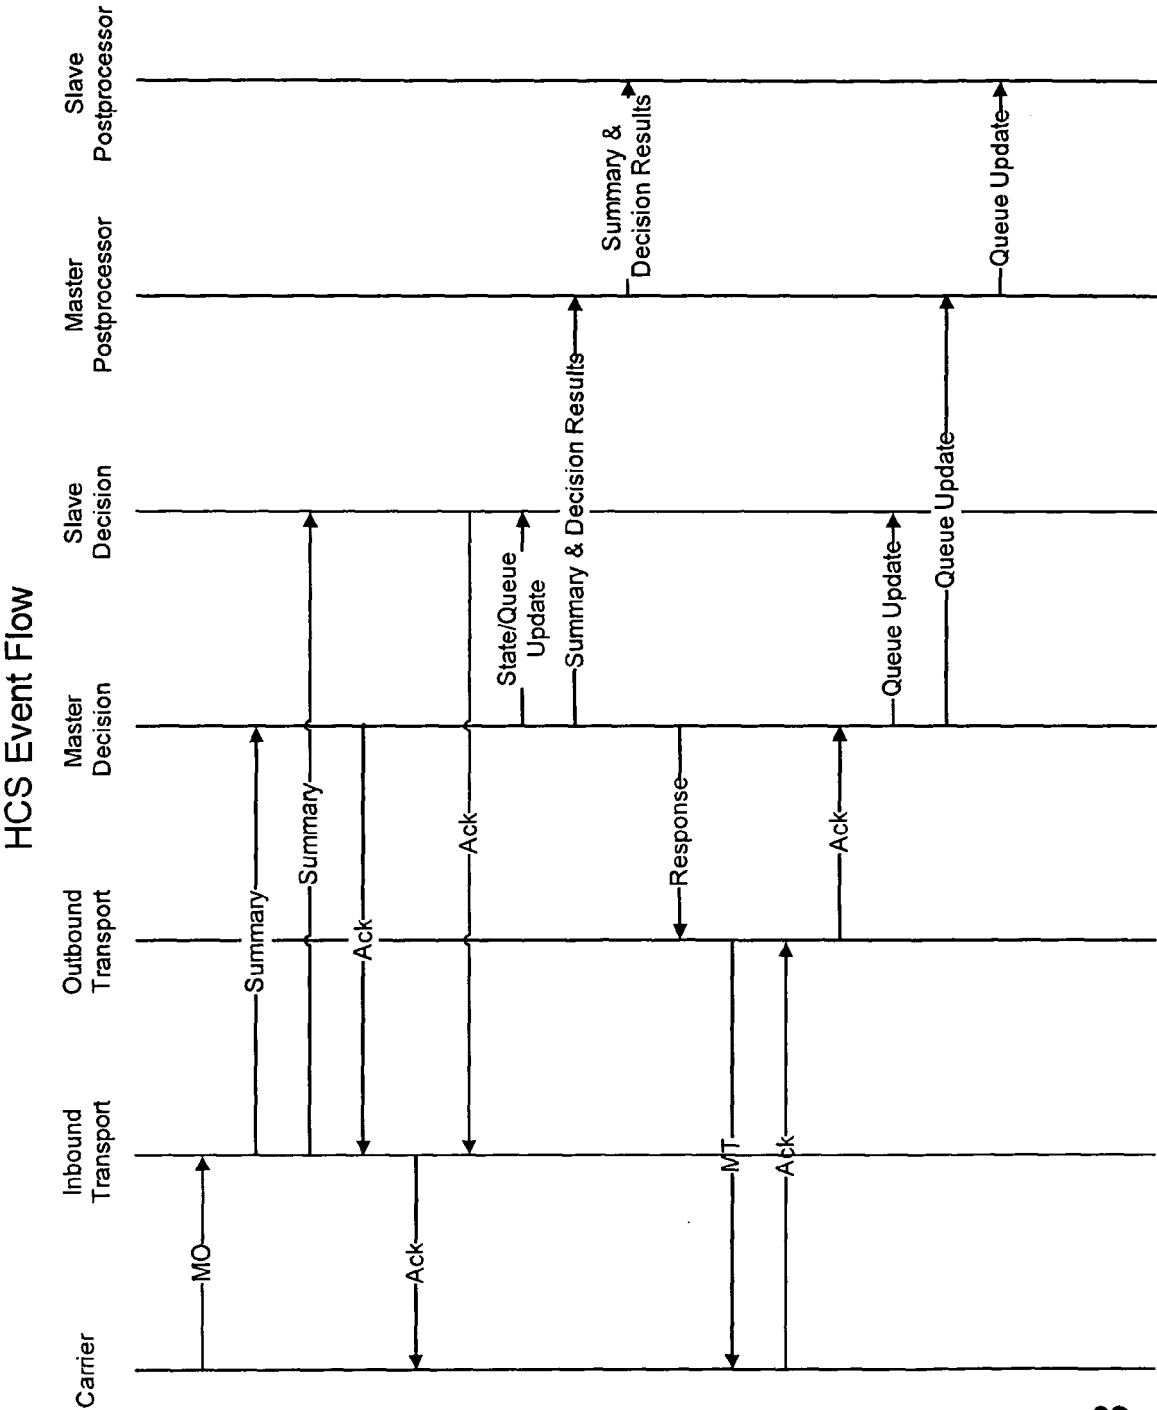 HCS Event Flow
Carrier
Inbound
Transport
Outbound
Transport
Master
Decision
Slave
Decision
Master
Postprocessor
Slave
Postprocessor
MO
Summary
Summary
Ack
Ack
Ack
State/Queue
Update
Summary & Decision Results
Summary &
Decision Results
Response
MT
Ack
Ack
Queue Update
Queue Update
Queue Update